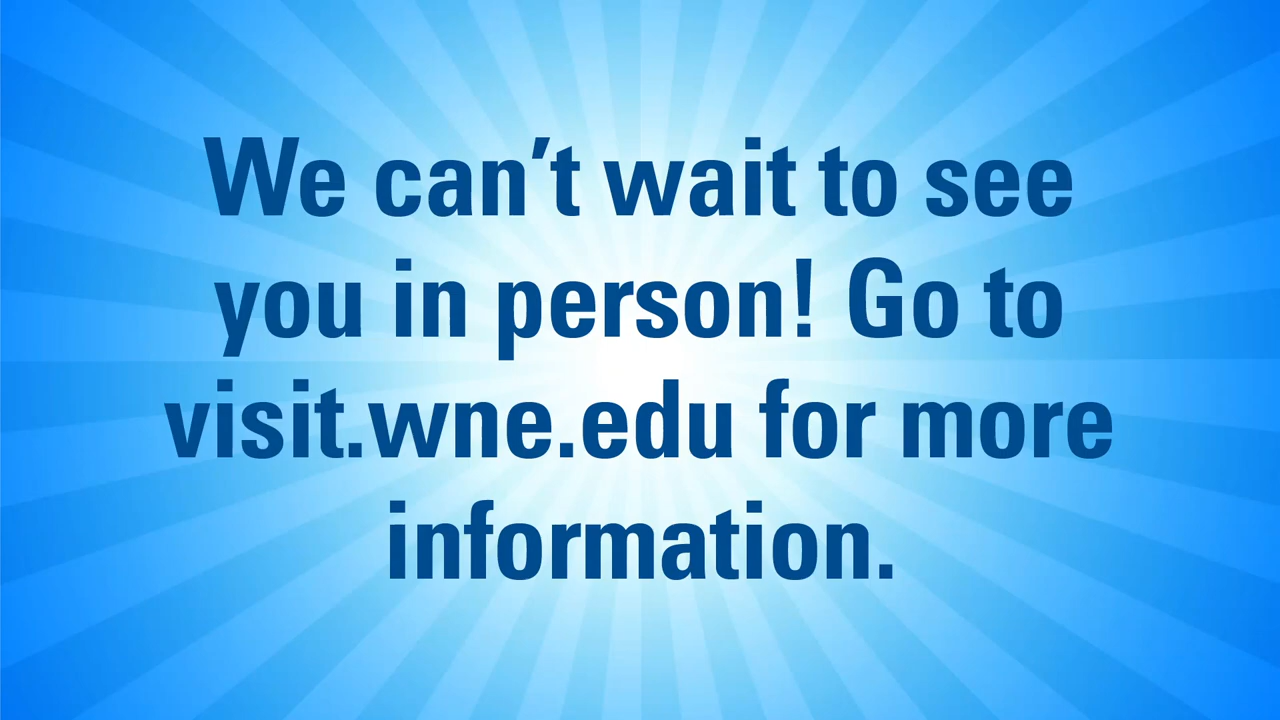 We can’t wait to see
you in person! Go to
visit.wne.edu for more
information.